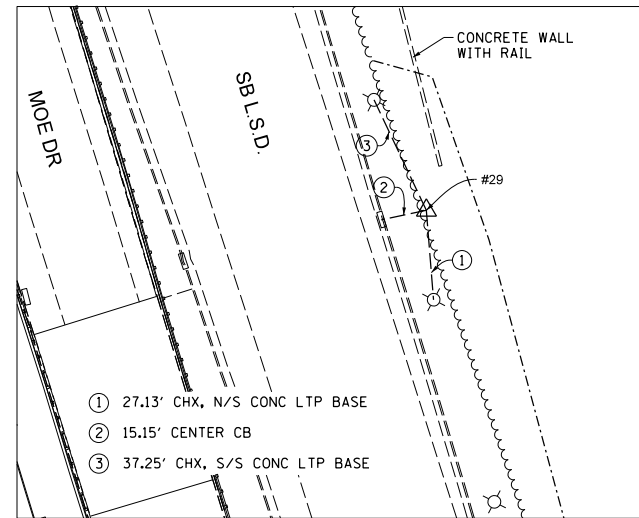 CONCRETE WALL
WITH RAIL
MOE DR
SB L.S.D.
3
2
#29
1
1 27.13' CHX, N/S CONC LTP BASE
2 15.15' CENTER CB
3 37.25' CHX, S/S CONC LTP BASE